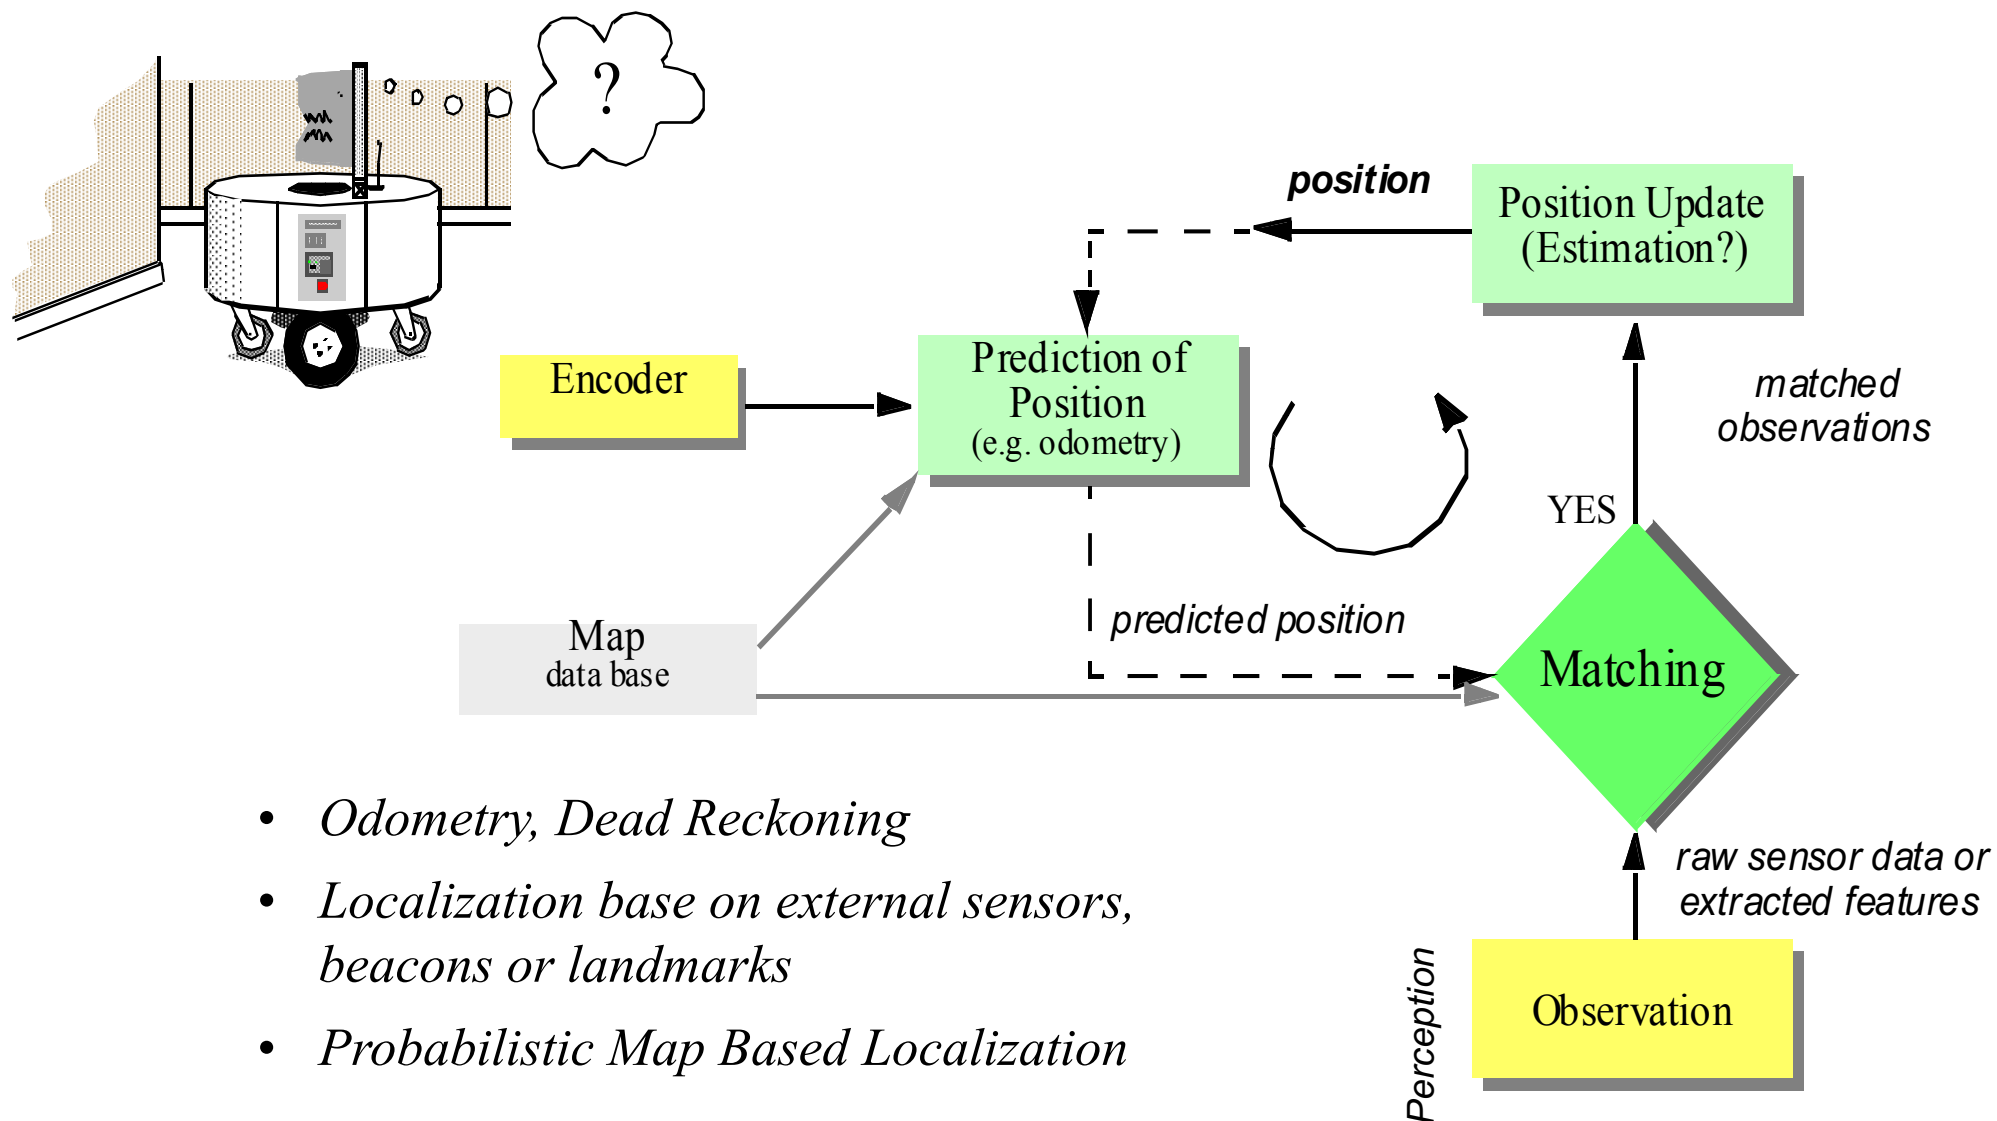 ?
position
Position Update
(Estimation?)
Encoder
Prediction of
Position
(e.g. odometry)
matched
observations
YES
predicted position
Map
data base
Matching
• Odometry, Dead Reckoning
• Localization base on external sensors,
beacons or landmarks
• Probabilistic Map Based Localization
raw sensor data or
extracted features
Perception
Observation